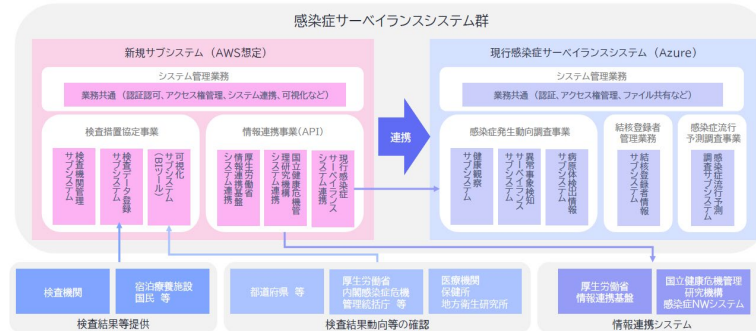 感染症サーベイランスシステム群
新規サブシステム（AWS想定）
システム管理業務
業務共通（認証認可、アクセス権管理、システム連携、可視化など）
検査措置協定事業
検査機関管理
サブシステム
検査データ登録
サブシステム
可視化
サブシステム
（BIツール）
情報連携事業（API）
厚生労働省
情報連携基盤
システム連携
国立健康危機管
理研究機構
システム連携
現行感染症
サーベイランス
システム連携
連携
現行感染症サーベイランスシステム（Azure）
システム管理業務
業務共通（認証、アクセス権管理、ファイル共有など）
感染症発生動向調査事業
健康観察
サブシステム
異常事象検知
サーベイランス
サブシステム
病原体検出情報
サブシステム
結核登録者
管理業務
結核登録者情報
サブシステム
感染症流行
予測調査事業
感染症流行予測
調査サブシステム
検査機関
宿泊療養施設
国民 等
検査結果等提供
都道府県 等
厚生労働省
内閣感染症危機
管理統括庁 等
医療機関
保健所
地方衛生研究所
検査結果動向等の確認
厚生労働省
情報連携基盤
国立健康危機管理
研究機構
感染症NWシステム
情報連携システム